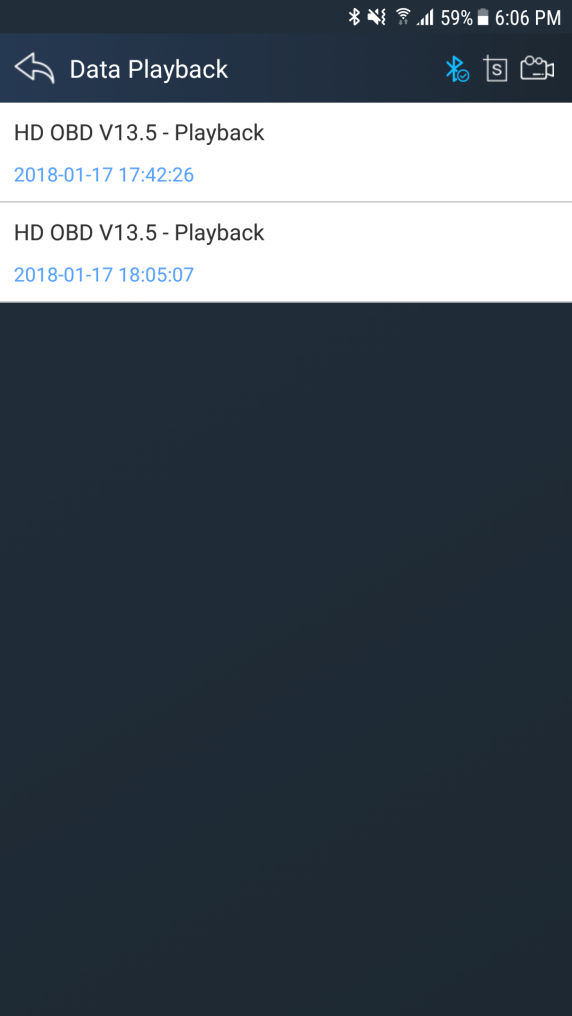 59% 6:06 PM
Data Playback
S
HD OBD V13.5 - Playback
2018-01-17 17:42:26
HD OBD V13.5 - Playback
2018-01-17 18:05:07